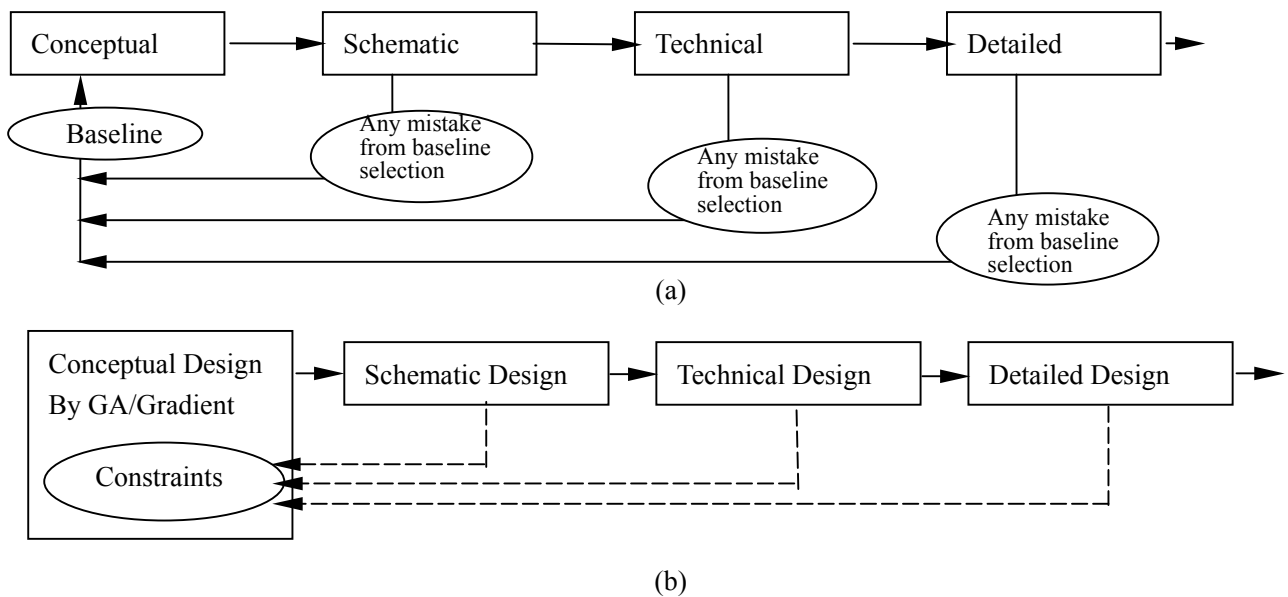 Conceptual
Schematic
Technical
Detailed
Baseline
Any mistake
from baseline
selection
Any mistake
from baseline
selection
Any mistake
from baseline
selection
(a)
Conceptual Design
By GA/Gradient
Constraints
Schematic Design
Technical Design
Detailed Design
(b)